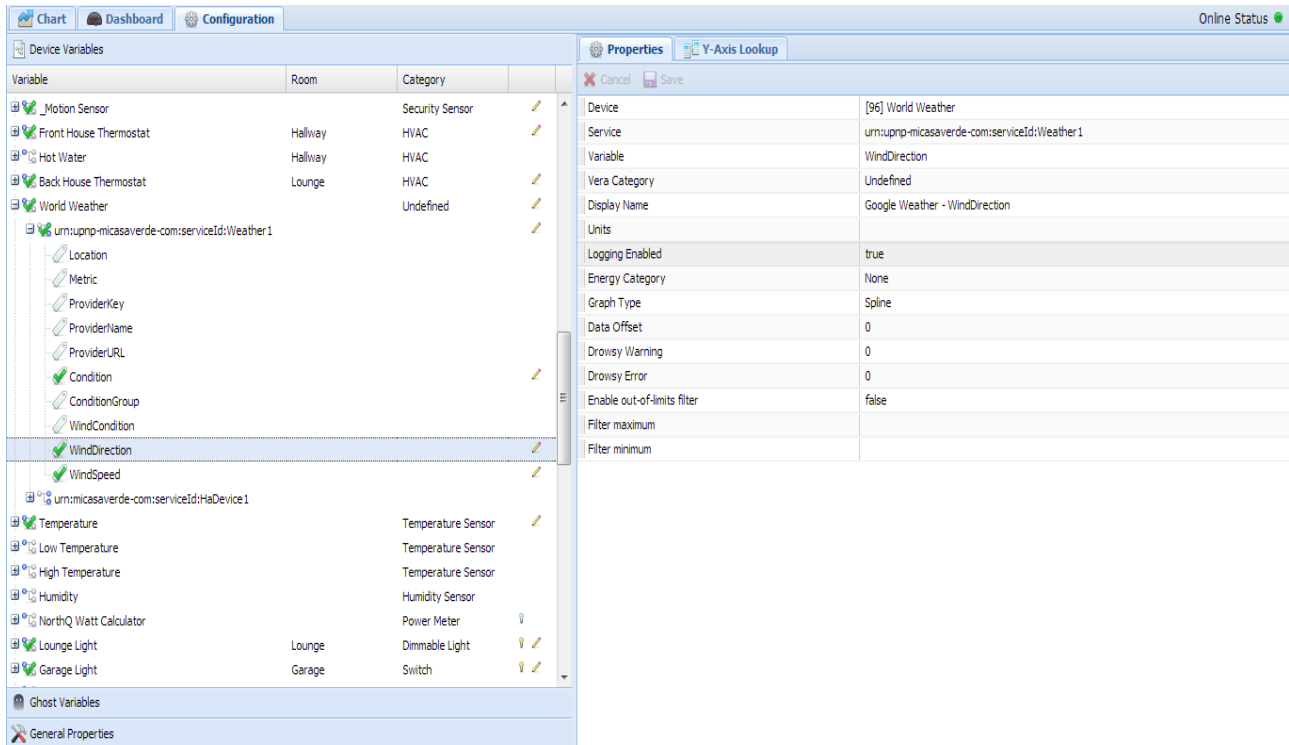 Chart Dashboard Configuration Online Status
Device Variables
Variable Room Category
_Motion Sensor Security Sensor
Front House Thermostat Hallway HVAC
Hot Water Hallway HVAC
Back House Thermostat Lounge HVAC
World Weather Undefined
urn:upnp-micasaverde-com:serviceId:Weather1
Location
Metric
ProviderKey
ProviderName
ProviderURL
Condition
ConditionGroup
WindCondition
WindDirection
WindSpeed
urn:micasaverde-com:serviceId:HaDevice1
Temperature Temperature Sensor
Low Temperature Temperature Sensor
High Temperature Temperature Sensor
Humidity Humidity Sensor
NorthQ Watt Calculator Power Meter
Lounge Light Lounge Dimmable Light
Garage Light Garage Switch
Ghost Variables
General Properties
Properties Y-Axis Lookup
Cancel Save
Device [96] World Weather
Service urn:upnp-micasaverde-com:serviceId:Weather1
Variable WindDirection
Vera Category Undefined
Display Name Google Weather - WindDirection
Units
Logging Enabled true
Energy Category None
Graph Type Spline
Data Offset 0
Drowsy Warning 0
Drowsy Error 0
Enable out-of-limits filter false
Filter maximum
Filter minimum